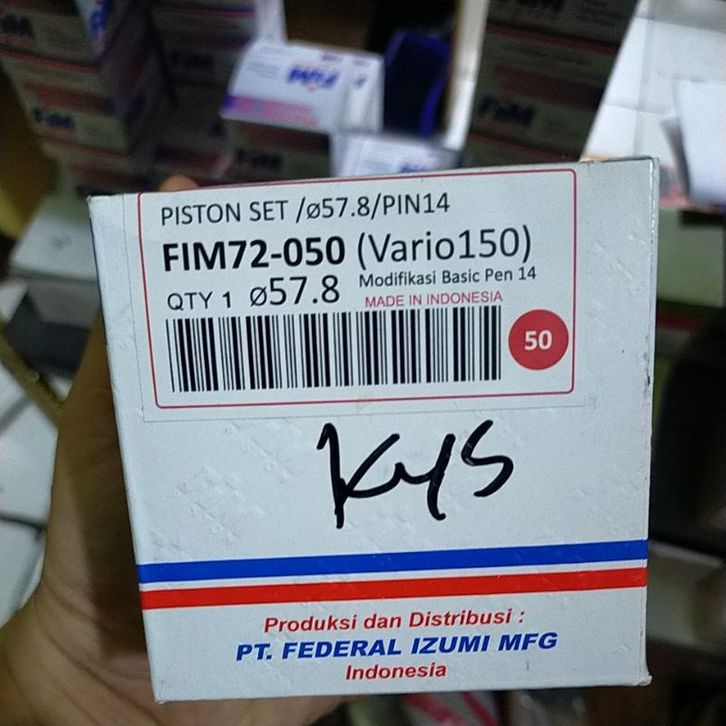 PISTON SET /ø57.8/PIN14
FIM72-050 (Vario150)
QTY 1 ø57.8 Modifikasi Basic Pen 14
MADE IN INDONESIA
50
Kys
Produksi dan Distribusi :
PT. FEDERAL IZUMI MFG
Indonesia
FIM